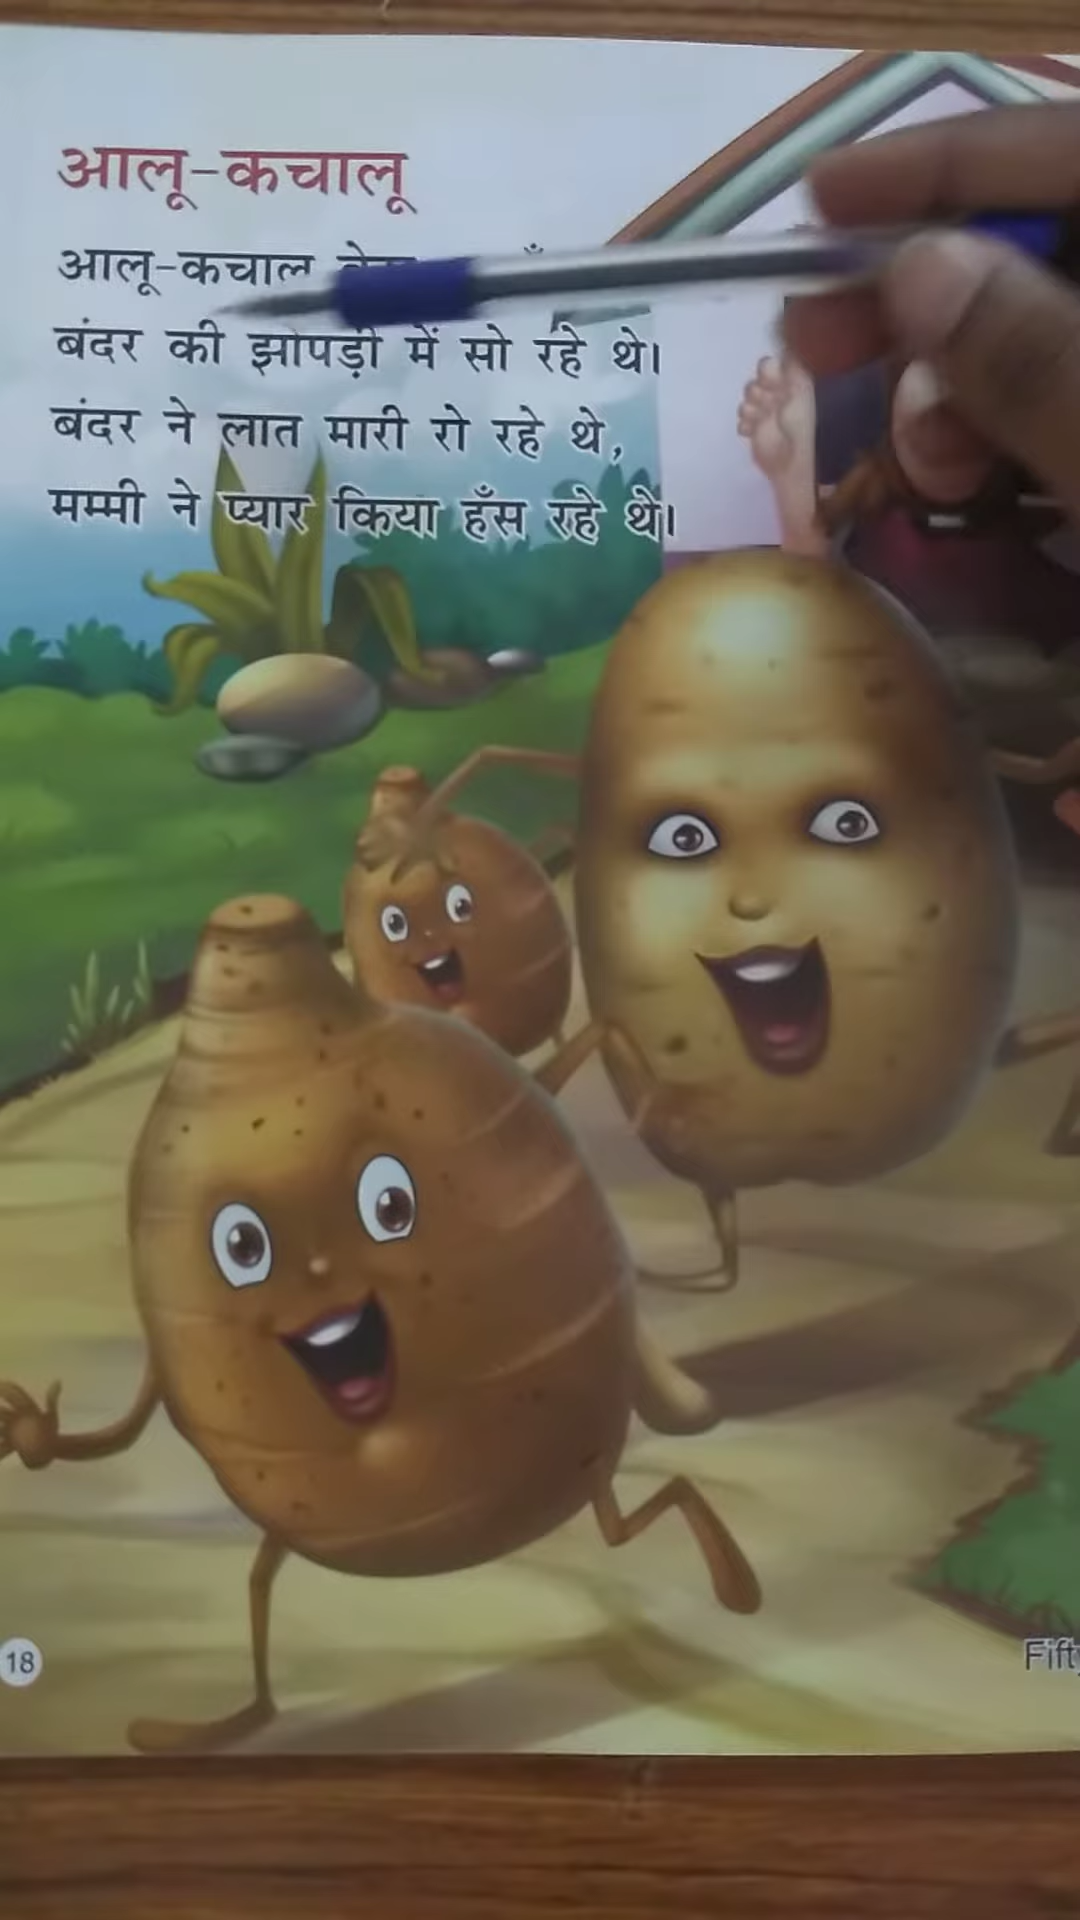 आलू-कचालू
आलू-कचालू
बंदर की झोपड़ी में सो रहे थे।
बंदर ने लात मारी रो रहे थे,
मम्मी ने प्यार किया हँस रहे थे।
18